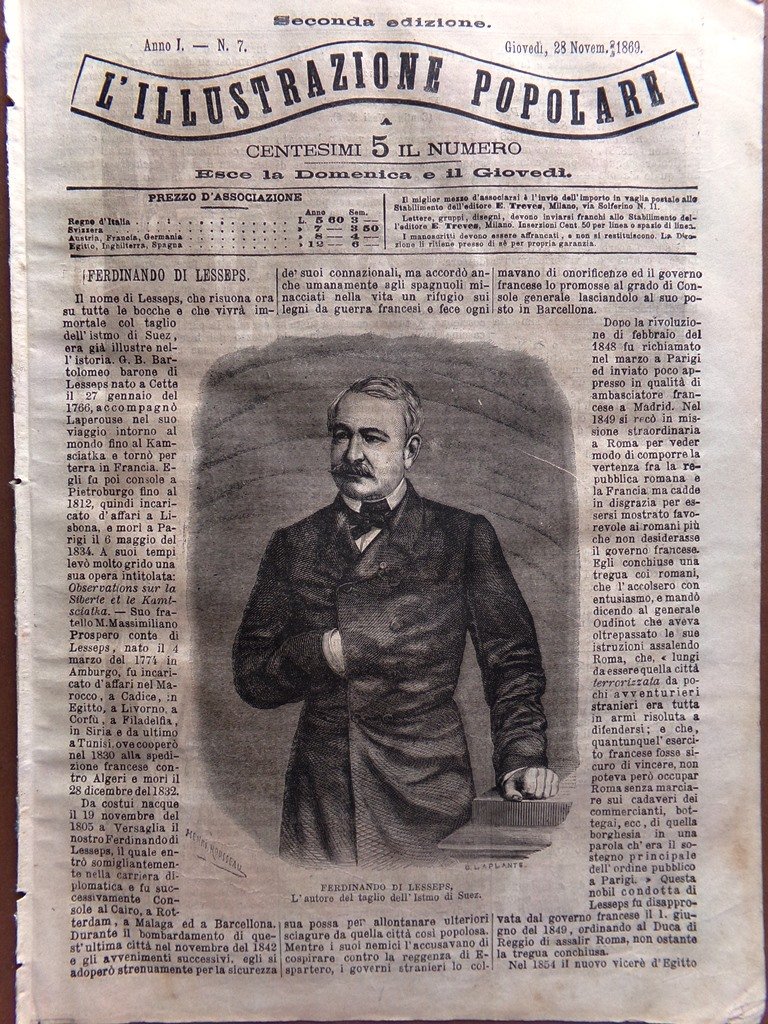 Seconda edizione.
Anno I. — N. 7.
Giovedì, 28 Novem. 1869.
L'ILLUSTRAZIONE POPOLARE
CENTESIMI 5 IL NUMERO
Esce la Domenica e il Giovedì.
PREZZO D'ASSOCIAZIONE
Anno Sem.
Regno d'Italia L. 5 60 3 —
Svizzera » 7 — 3 50
Austria, Francia, Germania » 8 — 4 —
Egitto, Inghilterra, Spagna » 12 — 6 —
Il miglior mezzo d'associarsi è l'invio dell'importo in vaglia postale allo
Stabilimento dell'editore E. Treves, Milano, via Solferino N. 11.
Lettere, gruppi, disegni, devono inviarsi franchi allo Stabilimento del-
l'editore E. Treves, Milano. Inserzioni Cent. 50 per linea o spazio di linea.
I manoscritti devono essere affrancati, e non si restituiscono. La Dire-
zione li ritiene presso di sè per propria garanzia.
FERDINANDO DI LESSEPS.
Il nome di Lesseps, che risuona ora
su tutte le bocche e che vivrà im-
mortale col taglio
dell'istmo di Suez,
era già illustre nel-
l'istoria. G. B. Bar-
tolomeo barone di
Lesseps nato a Cette
il 27 gennaio del
1766, accompagnò
Laperouse nel suo
viaggio intorno al
mondo fino al Kam-
sciatka e tornò per
terra in Francia. E-
gli fu poi console a
Pietroburgo fino al
1812, quindi incari-
cato d'affari a Lis-
bona, e morì a Pa-
rigi il 6 maggio del
1834. A suoi tempi
levò molto grido una
sua opera intitolata:
Observations sur la
Siberie et le Kamt-
sciatka. — Suo fra-
tello M. Massimiliano
Prospero conte di
Lesseps, nato il 4
marzo del 1774 in
Amburgo, fu incari-
cato d'affari nel Ma-
rocco, a Cadice, in
Egitto, a Livorno, a
Corfù, a Filadelfia,
in Siria e da ultimo
a Tunisi, ove cooperò
nel 1830 alla spedi-
zione francese con-
tro Algeri e morì il
28 dicembre del 1832.
Da costui nacque
il 19 novembre del
1805 a Versaglia il
nostro Ferdinando di
Lesseps, il quale en-
trò somigliantemen-
te nella carriera di-
plomatica e fu suc-
cessivamente Con-
sole al Cairo, a Rot-
terdam, a Malaga ed a Barcellona.
Durante il bombardamento di que-
st'ultima città nel novembre del 1842
e gli avvenimenti successivi, egli si
adoperò strenuamente per la sicurezza
de' suoi connazionali, ma accordò an-
che umanamente agli spagnuoli mi-
nacciati nella vita un rifugio sui
legni da guerra francesi e fece ogni
HENRI ROUSSEAU
G. LAPLANTE.
FERDINANDO DI LESSEPS,
L'autore del taglio dell'Istmo di Suez.
sua possa per allontanare ulteriori
sciagure da quella città così popolosa.
Mentre i suoi nemici l'accusavano di
cospirare contro la reggenza di E-
spartero, i governi stranieri lo col-
mavano di onorificenze ed il governo
francese lo promosse al grado di Con-
sole generale lasciandolo al suo po-
sto in Barcellona.
Dopo la rivoluzio-
ne di febbraio del
1848 fu richiamato
nel marzo a Parigi
ed inviato poco ap-
presso in qualità di
ambasciatore fran-
cese a Madrid. Nel
1849 si recò in mis-
sione straordinaria
a Roma per veder
modo di comporre la
vertenza fra la re-
pubblica romana e
la Francia ma cadde
in disgrazia per es-
sersi mostrato favo-
revole ai romani più
che non desiderasse
il governo francese.
Egli conchiuse una
tregua coi romani,
che l'accolsero con
entusiasmo, e mandò
dicendo al generale
Oudinot che aveva
oltrepassato le sue
istruzioni assalendo
Roma, che, « lungi
da essere quella città
terrorizzata da po-
chi avventurieri
stranieri era tutta
in armi risoluta a
difendersi; e che,
quantunqu' eserci-
to francese fosse si-
curo di vincere, non
poteva però occupar
Roma senza marcia-
re sui cadaveri dei
commercianti, bot-
tegai, ecc, di quella
borghesia in una
parola ch' era il so-
stegno principale
dell'ordine pubblico
a Parigi. » Questa
nobil condotta di
Lesseps fu disappro-
vata dal governo francese il 1. giu-
gno del 1849, ordinando al Duca di
Reggio di assalir Roma, non ostante
la tregua conchiusa.
Nel 1854 il nuovo vicerè d'Egitto